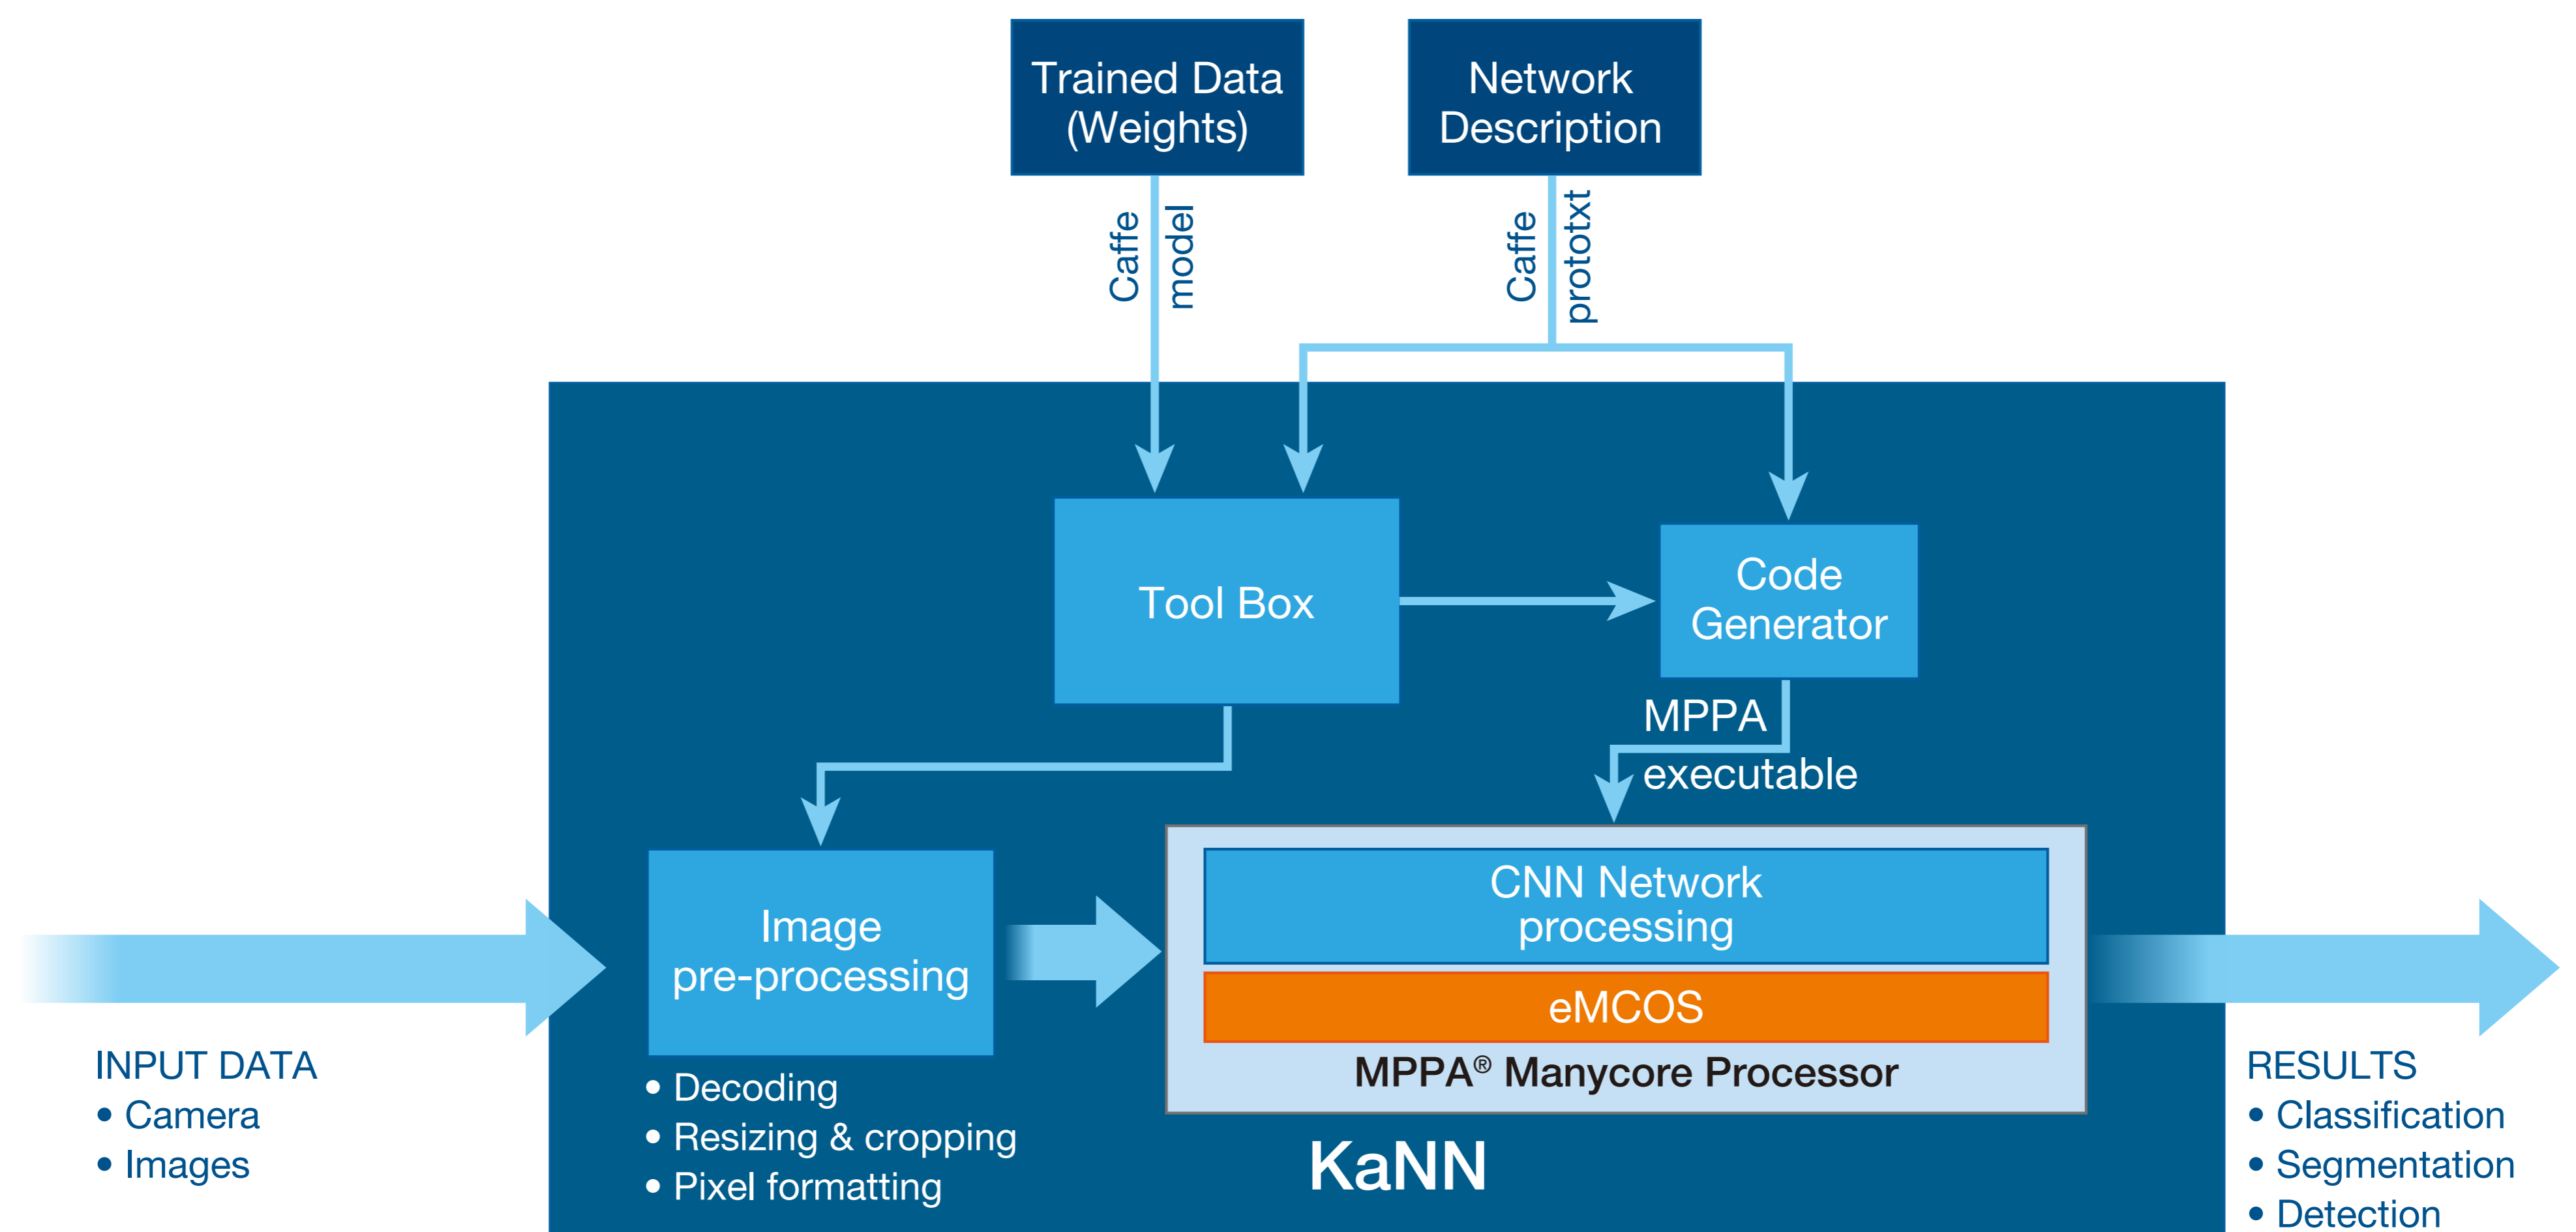 Trained Data
(Weights)
Network
Description
Caffe
model
Caffe
prototxt
Tool Box
Code
Generator
MPPA
executable
Image
pre-processing
• Decoding
• Resizing & cropping
• Pixel formatting
CNN Network
processing
eMCOS
MPPA® Manycore Processor
KaNN
INPUT DATA
• Camera
• Images
RESULTS
• Classification
• Segmentation
• Detection